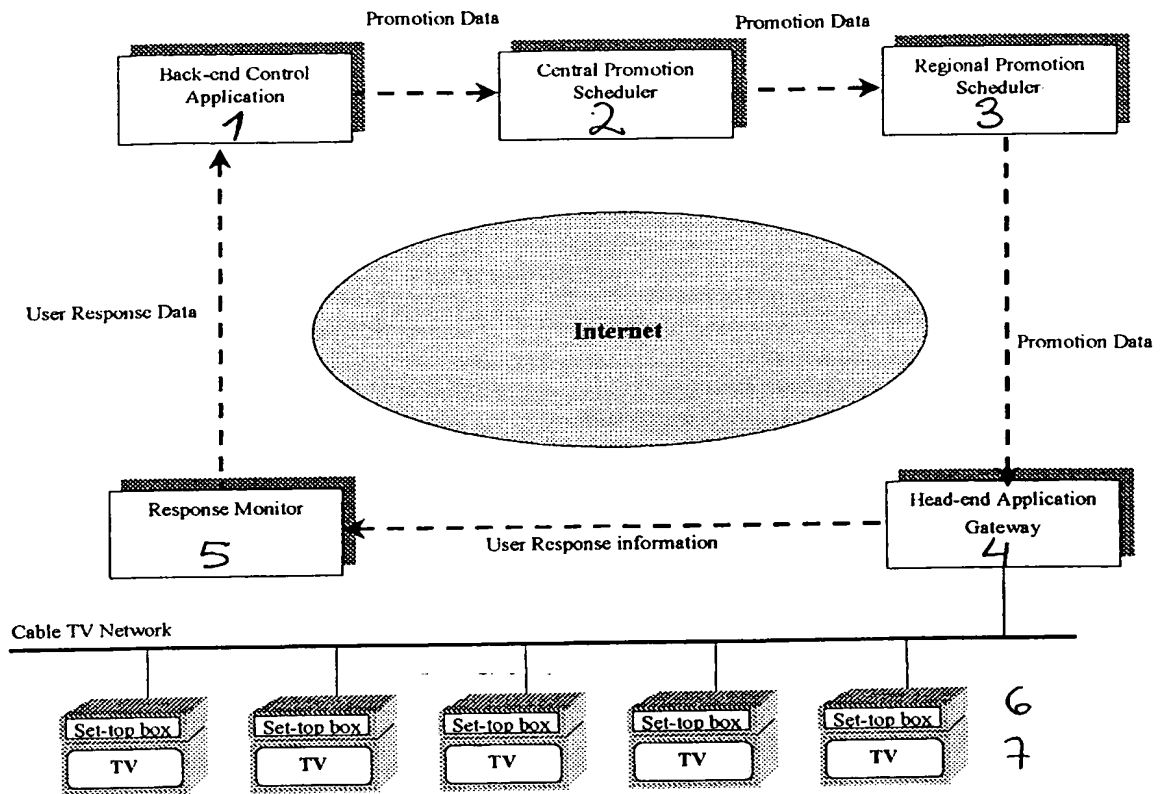 Promotion Data
Promotion Data
Back-end Control
Application
1
Central Promotion
Scheduler
2
Regional Promotion
Scheduler
3
User Response Data
Internet
Promotion Data
Response Monitor
5
User Response information
Head-end Application
Gateway
4
Cable TV Network
Set-top box
Set-top box
Set-top box
Set-top box
Set-top box
6
TV
TV
TV
TV
TV
7